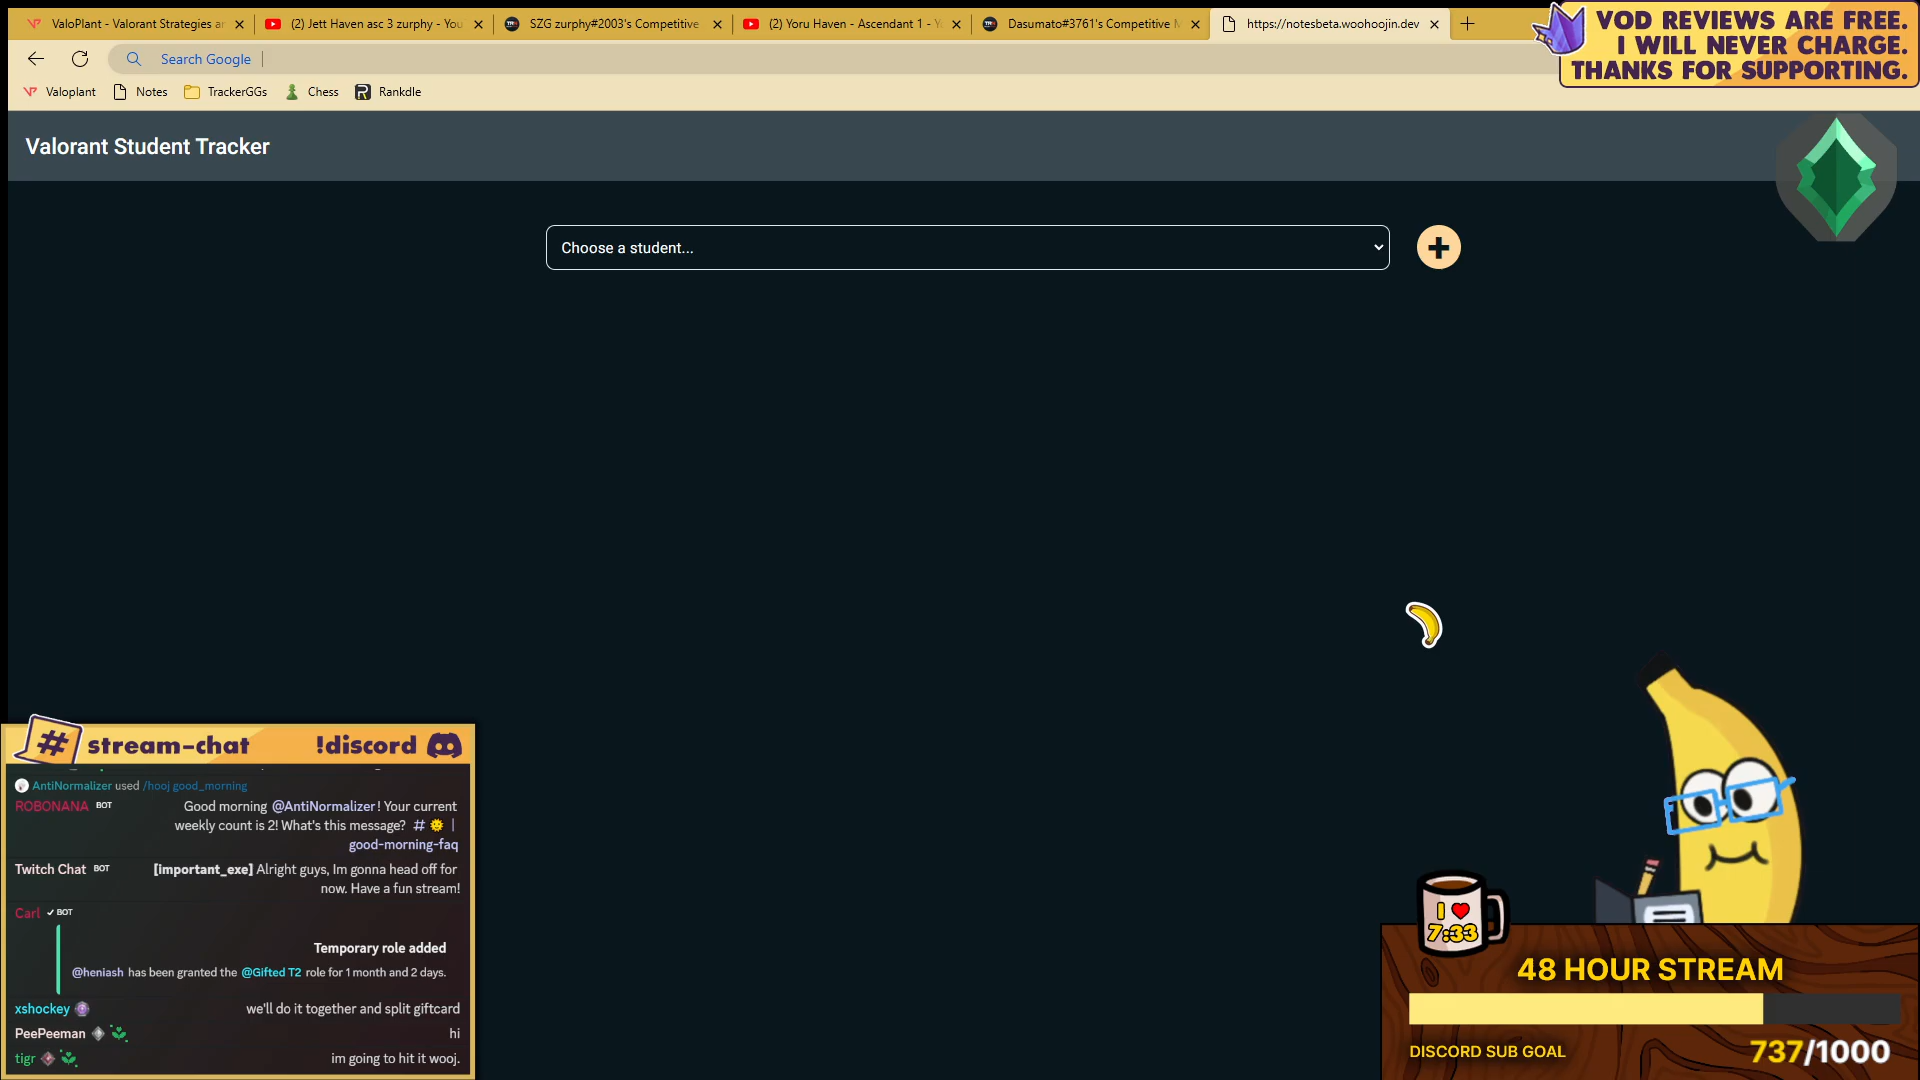 ValoPlant - Valorant Strategies a
(2) Jett Haven asc 3 zurphy - You
SZG zurphy#2003's Competitive
(2) Yoru Haven - Ascendant 1 - Y
Dasumato#3761's Competitive M
https://notesbeta.woohoojin.dev
VOD REVIEWS ARE FREE.
I WILL NEVER CHARGE.
THANKS FOR SUPPORTING.
Search Google
Valoplant
Notes
TrackerGGs
Chess
Rankdle
Valorant Student Tracker
Choose a student...
# stream-chat !discord
AntiNormalizer used /hooj good_morning
ROBONANA BOT Good morning @AntiNormalizer! Your current
weekly count is 2! What's this message? # 🌞 |
good-morning-faq
Twitch Chat BOT [important_exe] Alright guys, Im gonna head off for
now. Have a fun stream!
Carl ✓ BOT
Temporary role added
@heniash has been granted the @Gifted T2 role for 1 month and 2 days.
xshockey we'll do it together and split giftcard
PeePeeman hi
tigr im going to hit it wooj.
I ❤ 7:33
48 HOUR STREAM
DISCORD SUB GOAL 737/1000